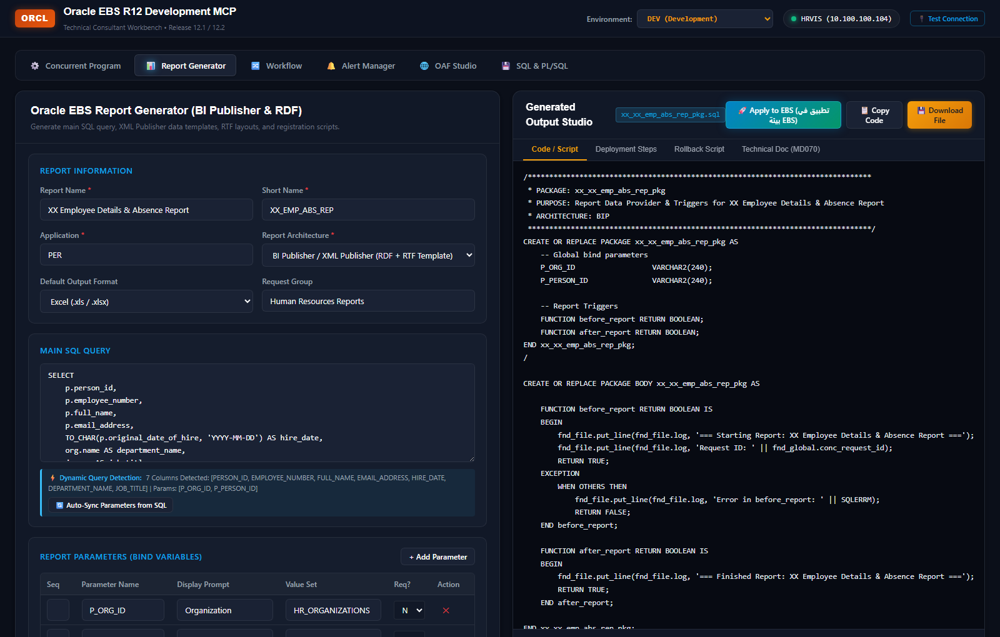 ORCL
Oracle EBS R12 Development MCP
Technical Consultant Workbench • Release 12.1 / 12.2
Environment:
DEV (Development)
HRVIS (10.100.100.104)
Test Connection
Concurrent Program
Report Generator
Workflow
Alert Manager
OAF Studio
SQL & PL/SQL
Oracle EBS Report Generator (BI Publisher & RDF)
Generate main SQL query, XML Publisher data templates, RTF layouts, and registration scripts.
REPORT INFORMATION
Report Name *
Short Name *
XX Employee Details & Absence Report
XX_EMP_ABS_REP
Application *
Report Architecture *
PER
BI Publisher / XML Publisher (RDF + RTF Template)
Default Output Format
Request Group
Excel (.xls / .xlsx)
Human Resources Reports
MAIN SQL QUERY
SELECT
    p.person_id,
    p.employee_number,
    p.full_name,
    p.email_address,
    TO_CHAR(p.original_date_of_hire, 'YYYY-MM-DD') AS hire_date,
    org.name AS department_name,
Dynamic Query Detection: 7 Columns Detected: [PERSON_ID, EMPLOYEE_NUMBER, FULL_NAME, EMAIL_ADDRESS, HIRE_DATE,
DEPARTMENT_NAME, JOB_TITLE] | Params: [P_ORG_ID, P_PERSON_ID]
Auto-Sync Parameters from SQL
REPORT PARAMETERS (BIND VARIABLES)
+ Add Parameter
Seq
Parameter Name
Display Prompt
Value Set
Req?
Action
P_ORG_ID
Organization
HR_ORGANIZATIONS
N
Generated
Output Studio
xx_xx_emp_abs_rep_pkg.sql
Apply to EBS (تطبيق في
بيئة EBS)
Copy
Code
Download
File
Code / Script
Deployment Steps
Rollback Script
Technical Doc (MD070)
/********************************************************************************
 * PACKAGE: xx_xx_emp_abs_rep_pkg
 * PURPOSE: Report Data Provider & Triggers for XX Employee Details & Absence Report
 * ARCHITECTURE: BIP
 ********************************************************************************/
CREATE OR REPLACE PACKAGE xx_xx_emp_abs_rep_pkg AS
    -- Global bind parameters
    P_ORG_ID                  VARCHAR2(240);
    P_PERSON_ID               VARCHAR2(240);
    -- Report Triggers
    FUNCTION before_report RETURN BOOLEAN;
    FUNCTION after_report RETURN BOOLEAN;
END xx_xx_emp_abs_rep_pkg;
/
CREATE OR REPLACE PACKAGE BODY xx_xx_emp_abs_rep_pkg AS
    FUNCTION before_report RETURN BOOLEAN IS
    BEGIN
        fnd_file.put_line(fnd_file.log, '=== Starting Report: XX Employee Details & Absence Report ===');
        fnd_file.put_line(fnd_file.log, 'Request ID: ' || fnd_global.conc_request_id);
        RETURN TRUE;
    EXCEPTION
        WHEN OTHERS THEN
            fnd_file.put_line(fnd_file.log, 'Error in before_report: ' || SQLERRM);
            RETURN FALSE;
    END before_report;
    FUNCTION after_report RETURN BOOLEAN IS
    BEGIN
        fnd_file.put_line(fnd_file.log, '=== Finished Report: XX Employee Details & Absence Report ===');
        RETURN TRUE;
    END after_report;
END xx_xx_emp_abs_rep_pkg;